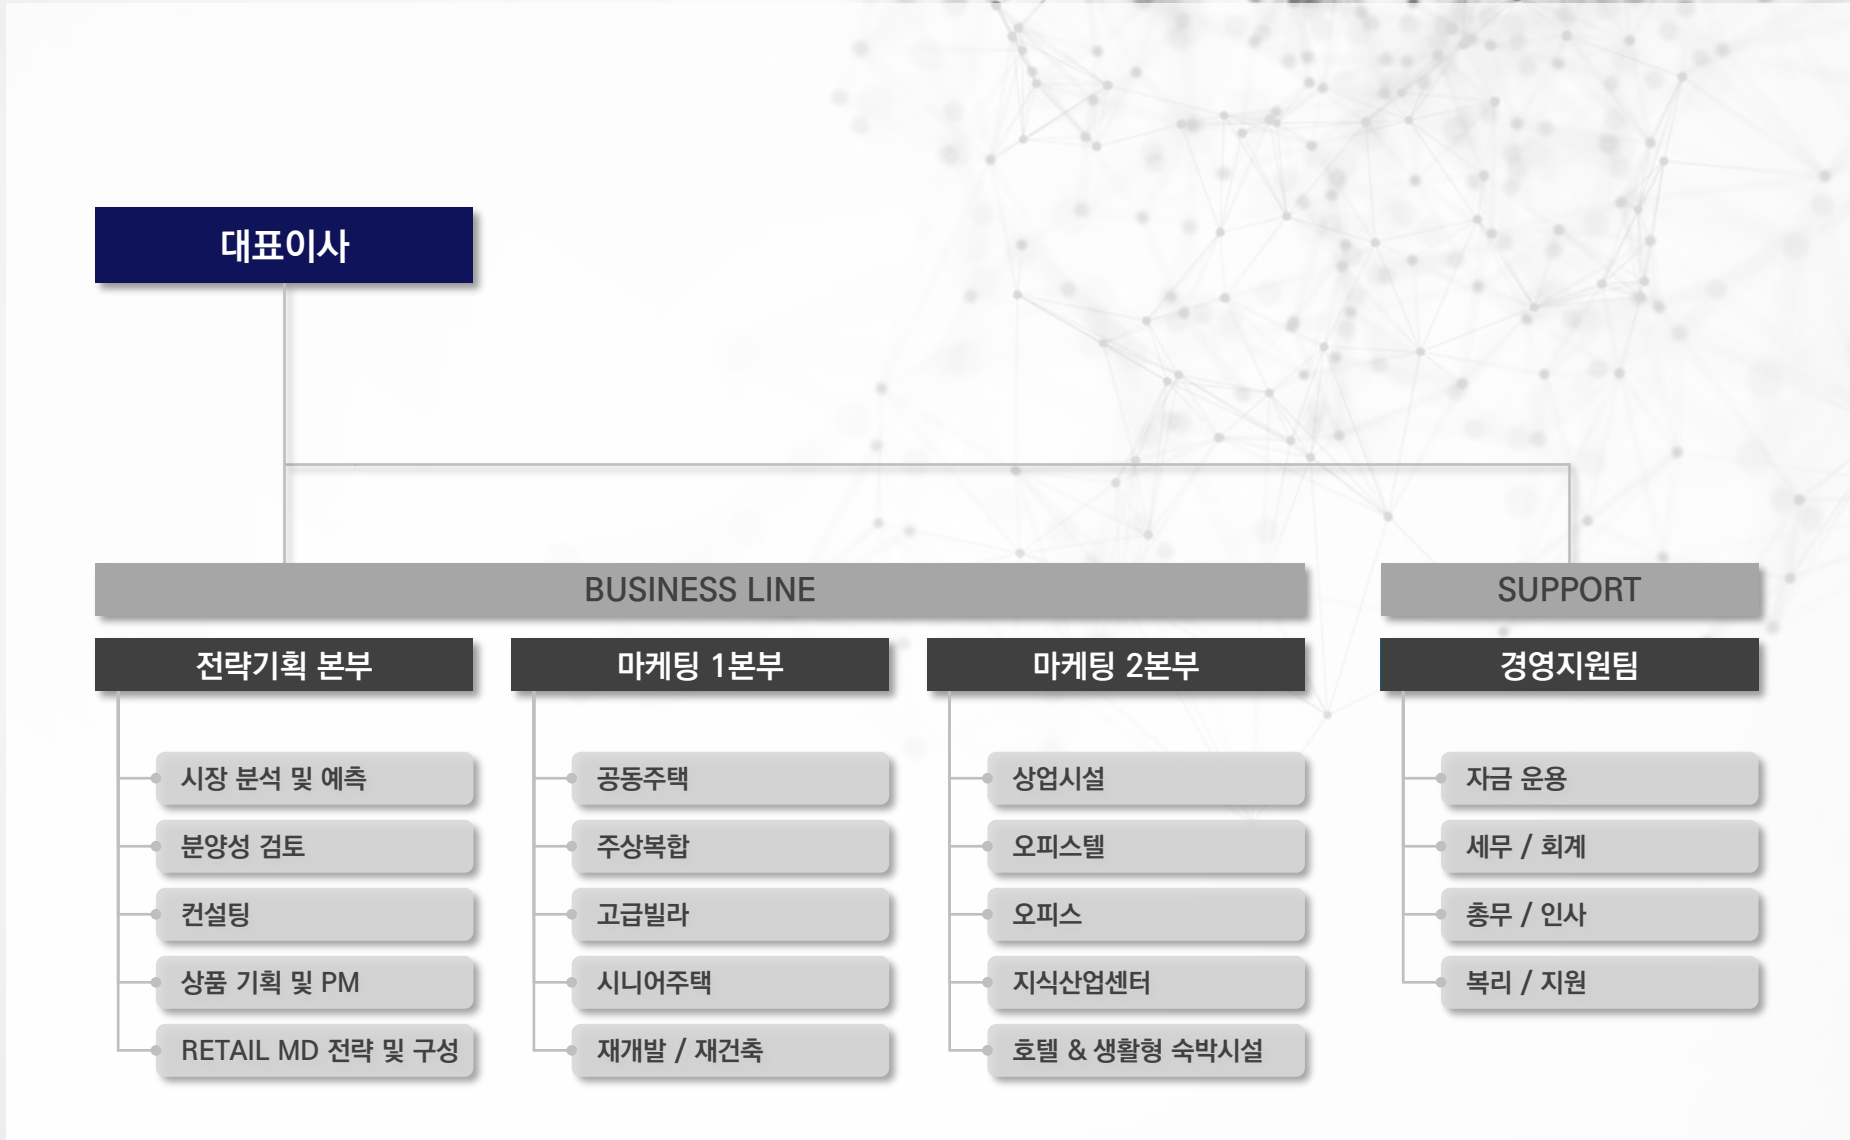 대표이사
BUSINESS LINE
SUPPORT
전략기획 본부
시장 분석 및 예측
분양성 검토
컨설팅
상품 기획 및 PM
RETAIL MD 전략 및 구성
마케팅 1본부
공동주택
주상복합
고급빌라
시니어주택
재개발 / 재건축
마케팅 2본부
상업시설
오피스텔
오피스
지식산업센터
호텔 & 생활형 숙박시설
경영지원팀
자금 운용
세무 / 회계
총무 / 인사
복리 / 지원